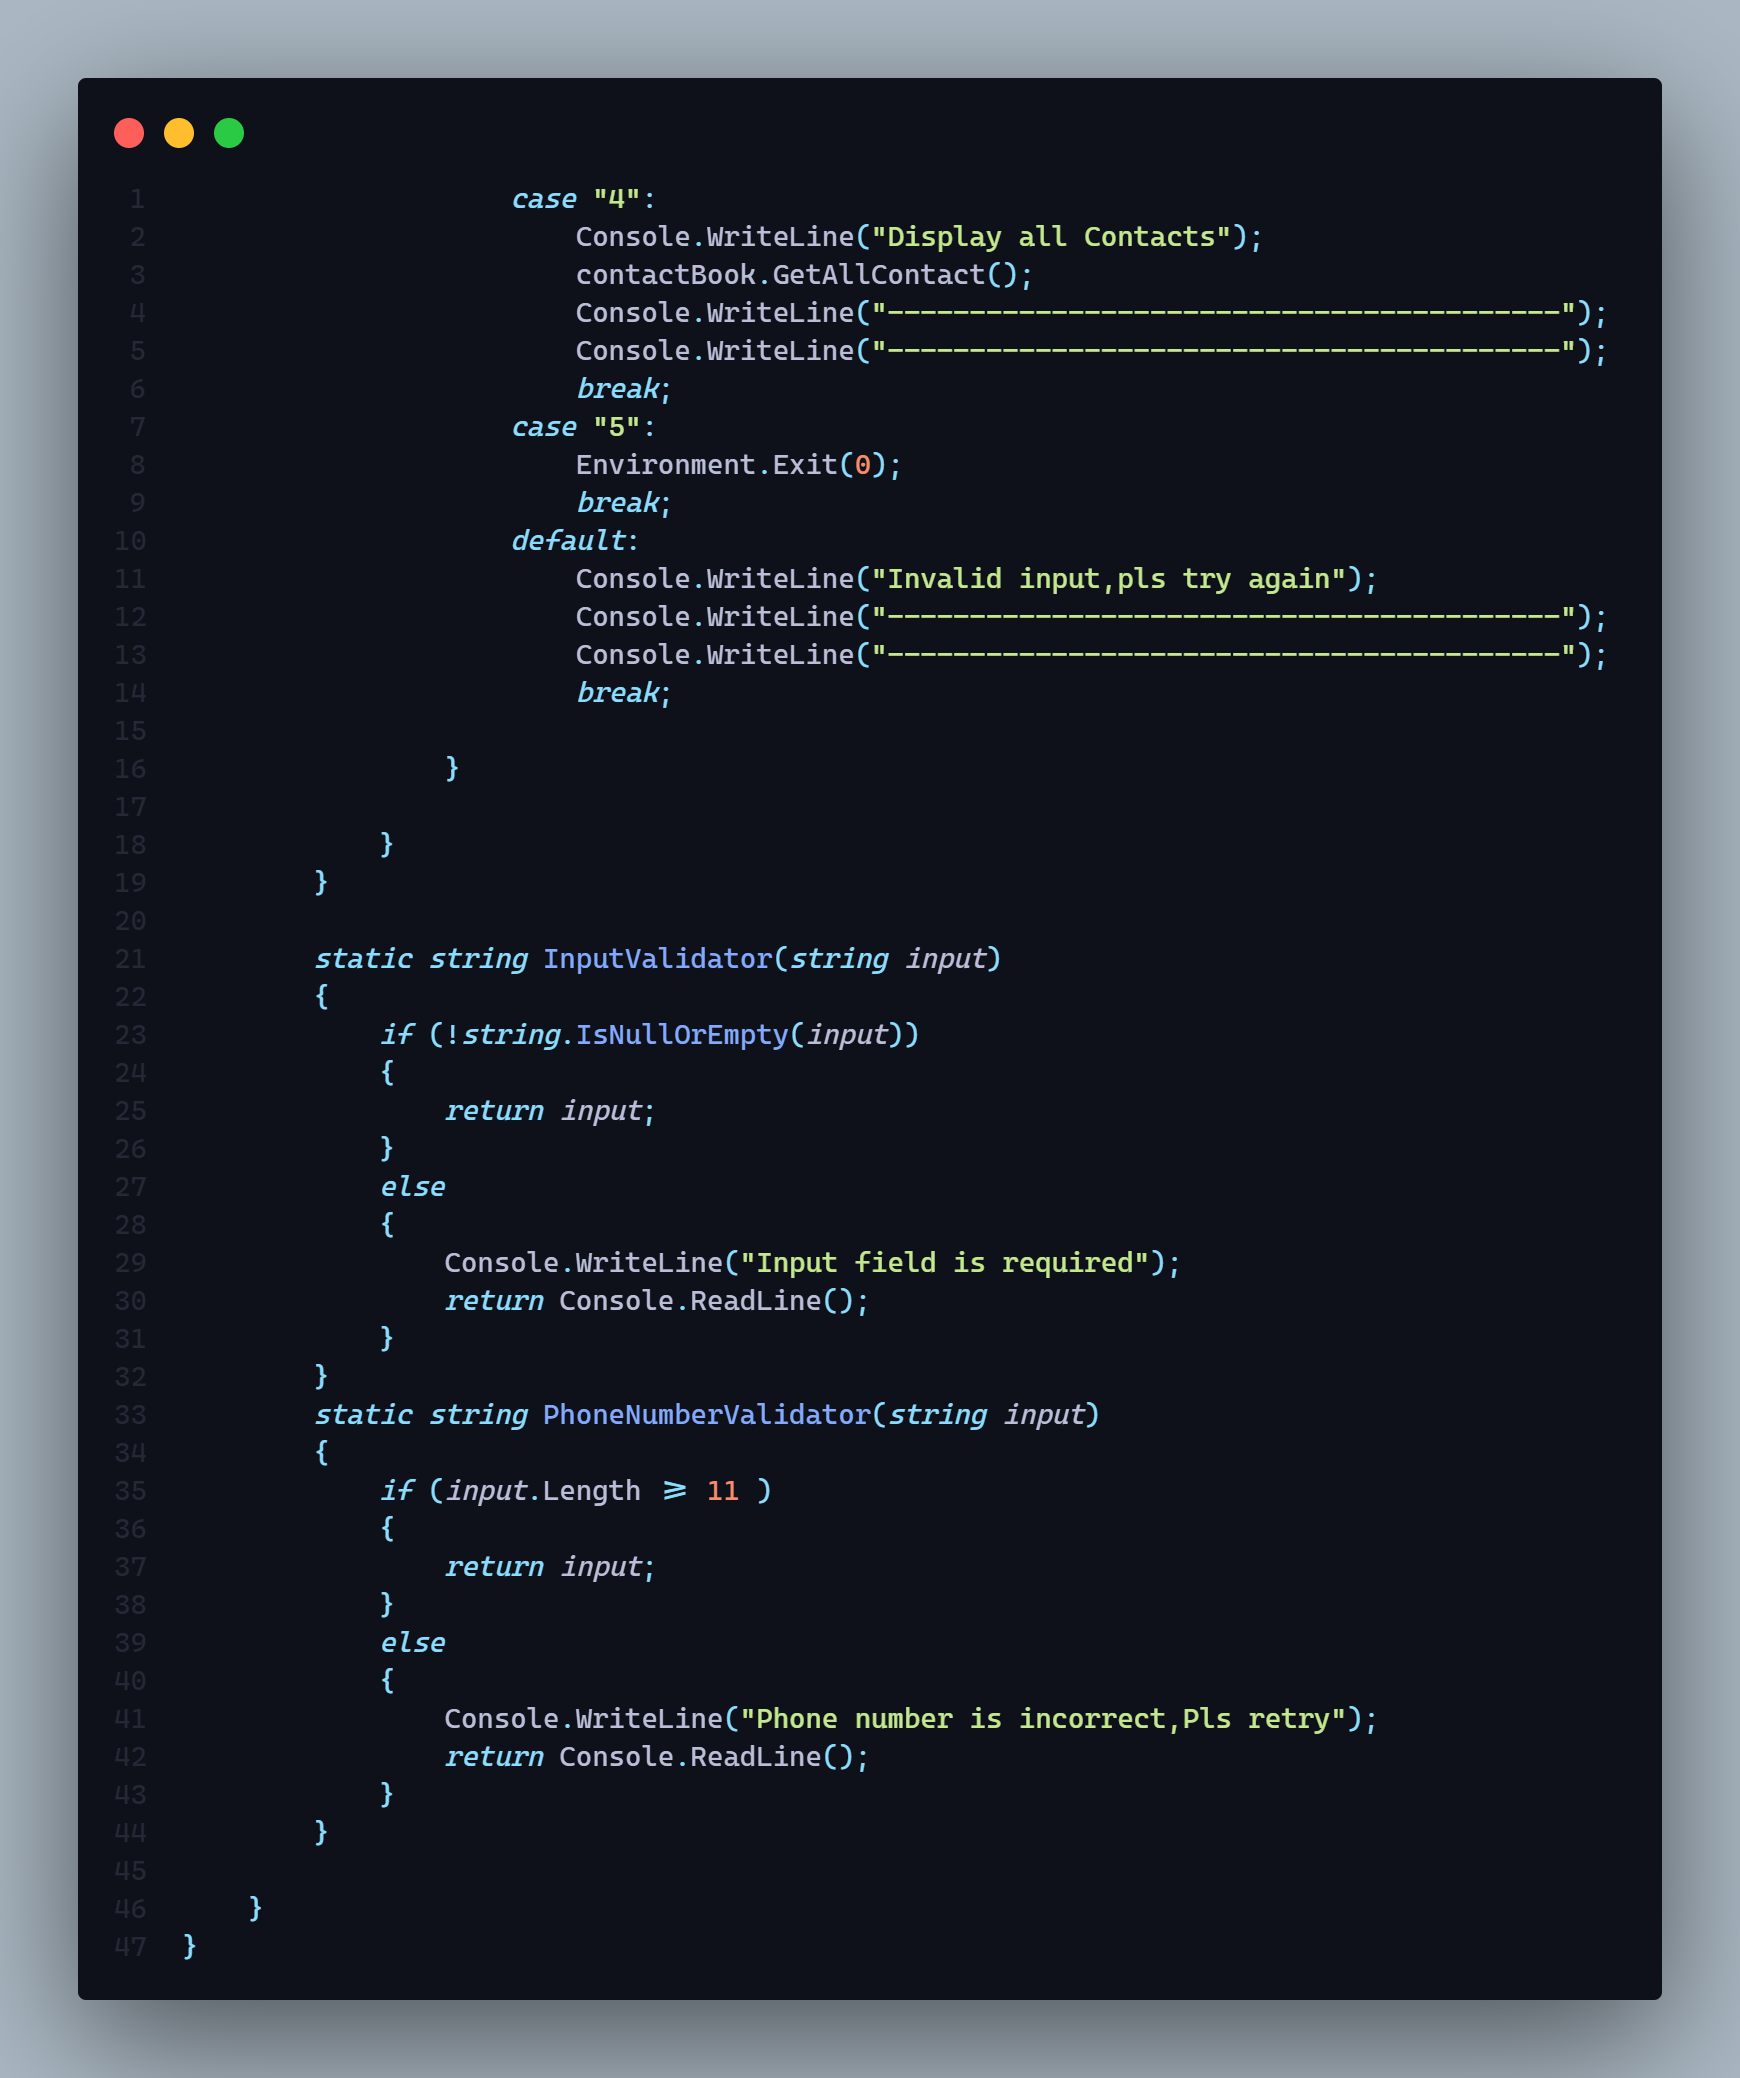 1 case "4":
2 Console.WriteLine("Display all Contacts");
3 contactBook.GetAllContact();
4 Console.WriteLine("-----------------------------------------");
5 Console.WriteLine("-----------------------------------------");
6 break;
7 case "5":
8 Environment.Exit(0);
9 break;
10 default:
11 Console.WriteLine("Invalid input,pls try again");
12 Console.WriteLine("-----------------------------------------");
13 Console.WriteLine("-----------------------------------------");
14 break;
15
16 }
17
18 }
19 }
20
21 static string InputValidator(string input)
22 {
23 if (!string.IsNullOrEmpty(input))
24 {
25 return input;
26 }
27 else
28 {
29 Console.WriteLine("Input field is required");
30 return Console.ReadLine();
31 }
32 }
33 static string PhoneNumberValidator(string input)
34 {
35 if (input.Length >= 11 )
36 {
37 return input;
38 }
39 else
40 {
41 Console.WriteLine("Phone number is incorrect,Pls retry");
42 return Console.ReadLine();
43 }
44 }
45
46 }
47 }